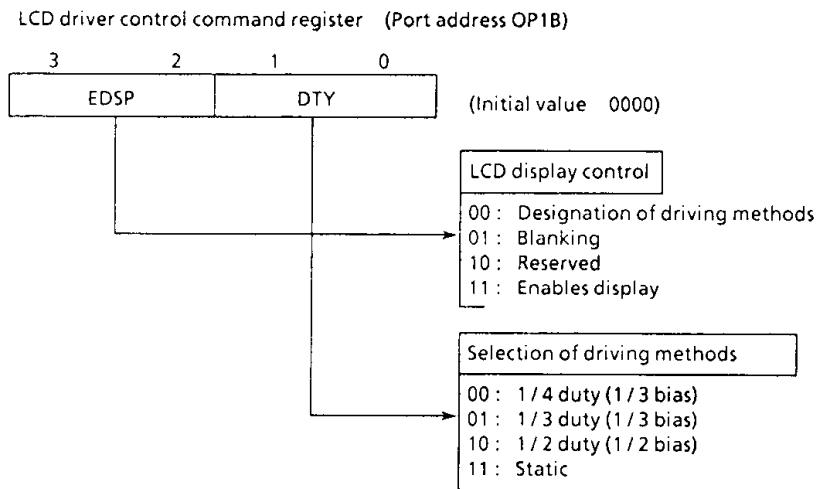 LCD driver control command register (Port address OP1B)
3 2 1 0
EDSP DTY (Initial value 0000)
LCD display control
00 : Designation of driving methods
01 : Blanking
10 : Reserved
11 : Enables display
Selection of driving methods
00 : 1/4 duty (1/3 bias)
01 : 1/3 duty (1/3 bias)
10 : 1/2 duty (1/2 bias)
11 : Static